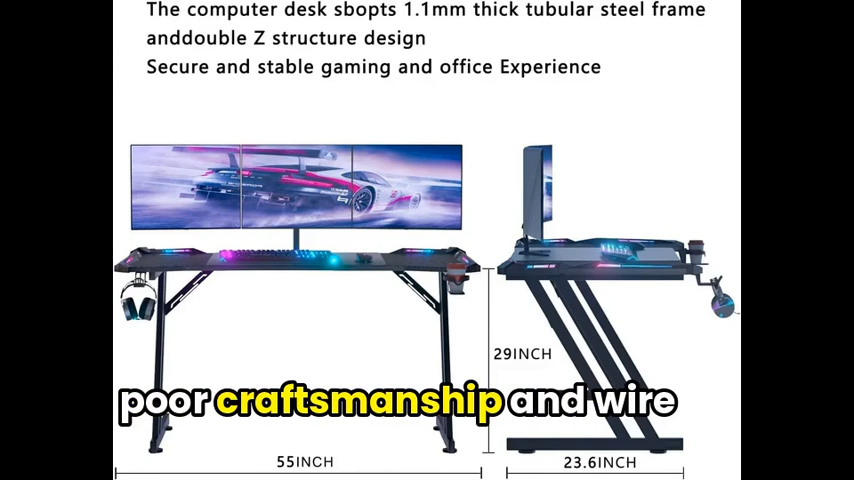 The computer desk sbopts 1.1mm thick tubular steel frame
anddouble Z structure design
Secure and stable gaming and office Experience
29INCH
poor craftsmanship and wire
55INCH
23.6INCH